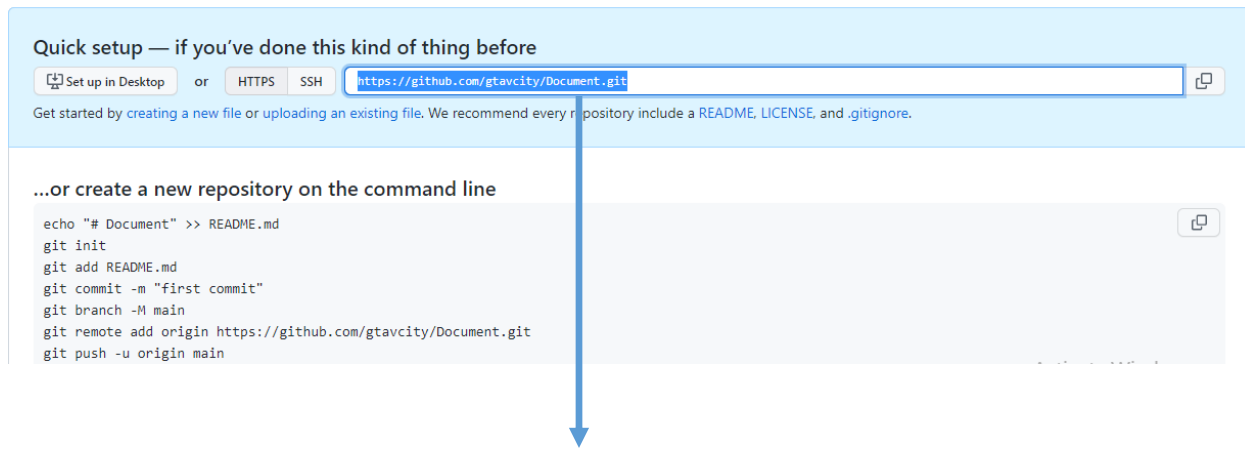 Quick setup — if you've done this kind of thing before
Set up in Desktop or HTTPS SSH https://github.com/gtavcity/Document.git
Get started by creating a new file or uploading an existing file. We recommend every repository include a README, LICENSE, and .gitignore.
...or create a new repository on the command line
echo "# Document" >> README.md
git init
git add README.md
git commit -m "first commit"
git branch -M main
git remote add origin https://github.com/gtavcity/Document.git
git push -u origin main